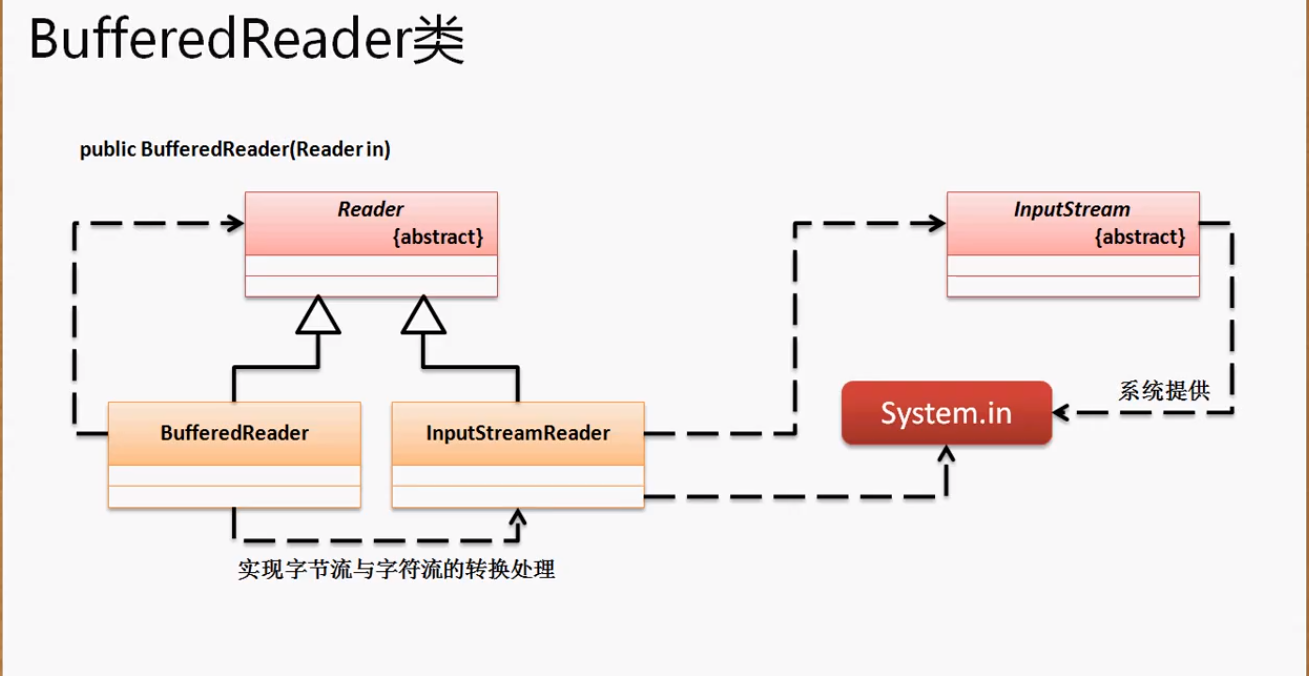 BufferedReader类
public BufferedReader(Reader in)
Reader
{abstract}
InputStream
{abstract}
系统提供
System.in
BufferedReader
InputStreamReader
实现字节流与字符流的转换处理